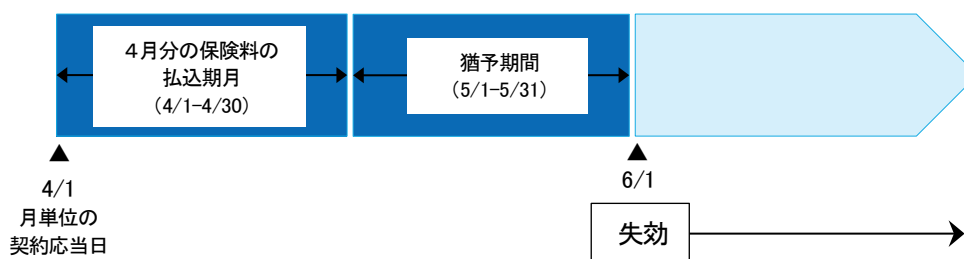 ４月分の保険料の
払込期月
（4/1−4/30）
猶予期間
（5/1−5/31）
4/1
月単位の
契約応当日
6/1
失効